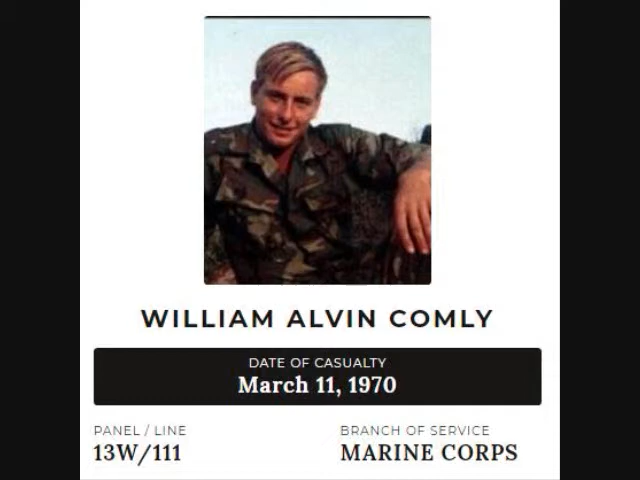 WILLIAM ALVIN COMLY
DATE OF CASUALTY
March 11, 1970
PANEL / LINE
13W/111
BRANCH OF SERVICE
MARINE CORPS